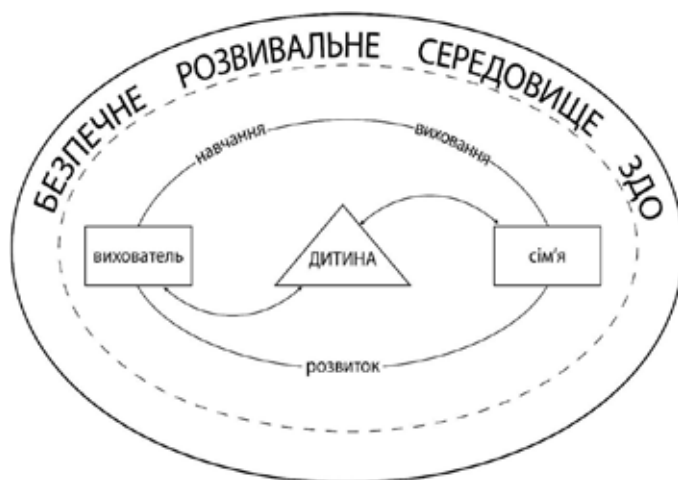 БЕЗПЕЧНЕ РОЗВИВАЛЬНЕ СЕРЕДОВИЩЕ ЗДО
навчання
виховання
вихователь
ДИТИНА
сім'я
розвиток